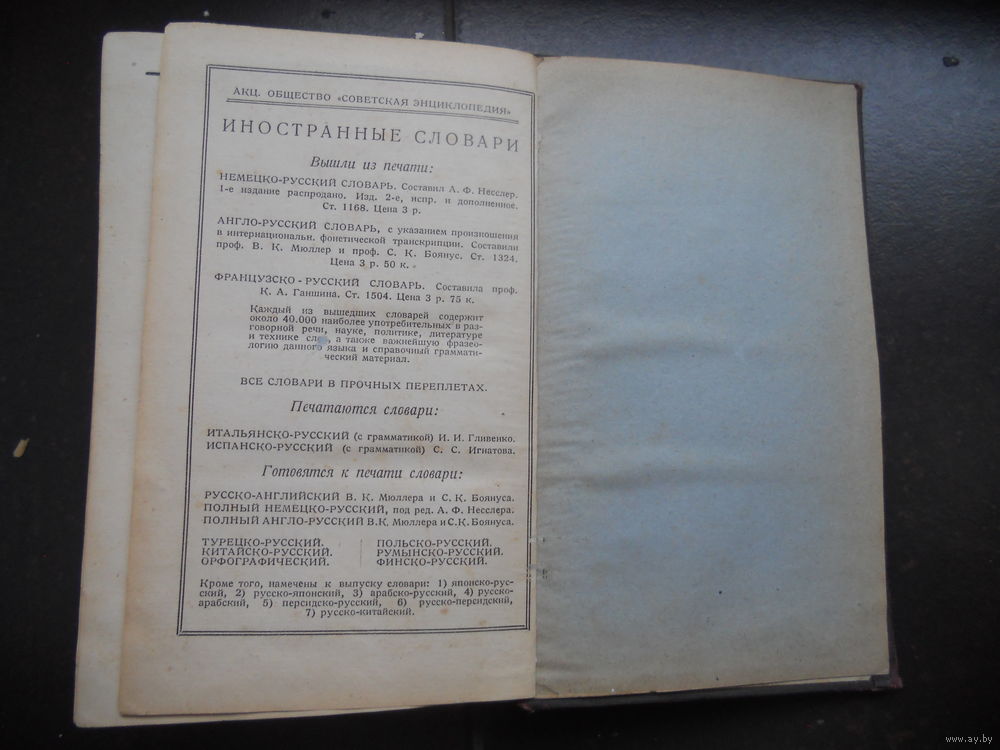 АКЦ. ОБЩЕСТВО «СОВЕТСКАЯ ЭНЦИКЛОПЕДИЯ»
ИНОСТРАННЫЕ СЛОВАРИ
Вышли из печати:
НЕМЕЦКО-РУССКИЙ СЛОВАРЬ. Составил А. Ф. Несслер.
1-е издание распродано. Изд. 2-е, испр. и дополненное.
Ст. 1168. Цена 3 р.
АНГЛО-РУССКИЙ СЛОВАРЬ, с указанием произношения
в интернациональн. фонетической транскрипции. Составили
проф. В. К. Мюллер и проф. С. К. Боянус. Ст. 1324.
Цена 3 р. 50 к.
ФРАНЦУЗСКО-РУССКИЙ СЛОВАРЬ. Составила проф.
К. А. Ганшина. Ст. 1504. Цена 3 р. 75 к.
Каждый из вышедших словарей содержит
около 40.000 наиболее употребительных в раз-
говорной речи, науке, политике, литературе
и технике слов, а также важнейшую фразео-
логию данного языка и справочный граммати-
ческий материал.
ВСЕ СЛОВАРИ В ПРОЧНЫХ ПЕРЕПЛЕТАХ.
Печатаются словари:
ИТАЛЬЯНСКО-РУССКИЙ (с грамматикой) И. И. Гливенко.
ИСПАНСКО-РУССКИЙ (с грамматикой) С. С. Игнатова.
Готовятся к печати словари:
РУССКО-АНГЛИЙСКИЙ В. К. Мюллера и С. К. Боянуса.
ПОЛНЫЙ НЕМЕЦКО-РУССКИЙ, под ред. А. Ф. Несслера.
ПОЛНЫЙ АНГЛО-РУССКИЙ В. К. Мюллера и С. К. Боянуса.
ТУРЕЦКО-РУССКИЙ.
КИТАЙСКО-РУССКИЙ.
ОРФОГРАФИЧЕСКИЙ.
ПОЛЬСКО-РУССКИЙ.
РУМЫНСКО-РУССКИЙ.
ФИНСКО-РУССКИЙ.
Кроме того, намечены к выпуску словари: 1) японско-рус-
ский, 2) русско-японский, 3) арабско-русский, 4) русско-
арабский, 5) персидско-русский, 6) русско-персидский,
7) русско-китайский.
www.ay.by